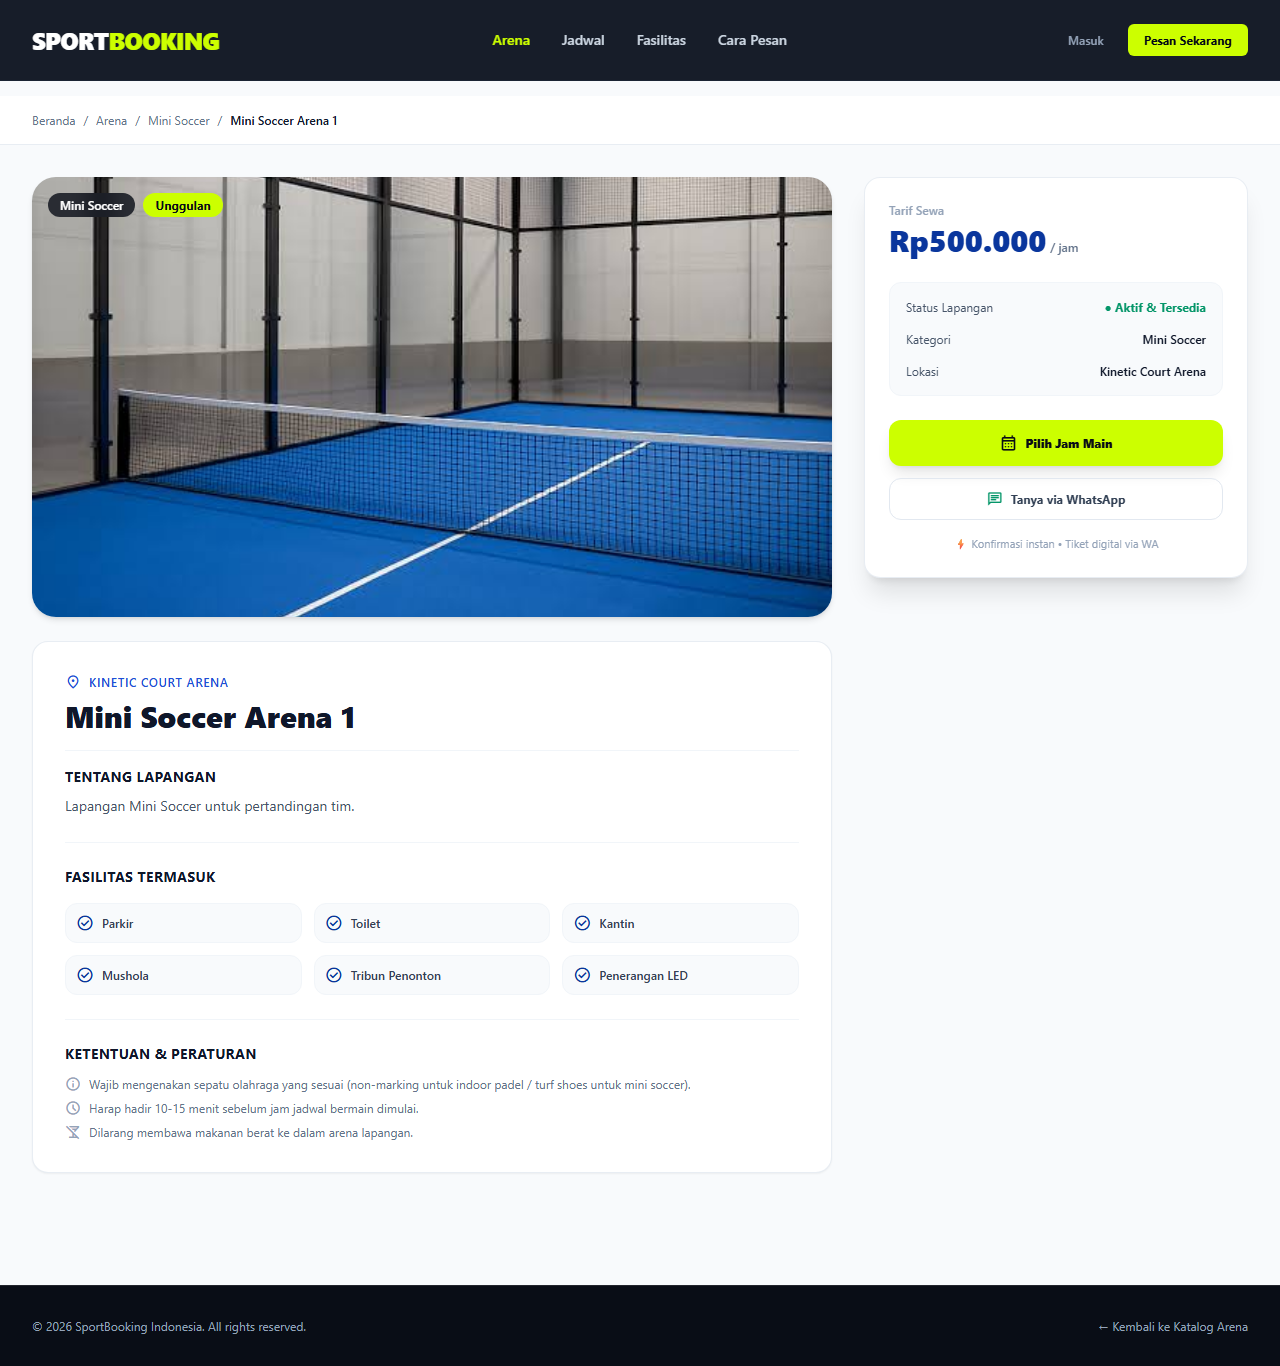 SPORTBOOKING
Arena
Jadwal
Fasilitas
Cara Pesan
Masuk
Pesan Sekarang
Beranda / Arena / Mini Soccer / Mini Soccer Arena 1
Mini Soccer
Unggulan
Tarif Sewa
Rp500.000 / jam
Status Lapangan
• Aktif & Tersedia
Kategori
Mini Soccer
Lokasi
Kinetic Court Arena
Pilih Jam Main
Tanya via WhatsApp
Konfirmasi instan • Tiket digital via WA
KINETIC COURT ARENA
Mini Soccer Arena 1
TENTANG LAPANGAN
Lapangan Mini Soccer untuk pertandingan tim.
FASILITAS TERMASUK
Parkir
Toilet
Kantin
Mushola
Tribun Penonton
Penerangan LED
KETENTUAN & PERATURAN
Wajib mengenakan sepatu olahraga yang sesuai (non-marking untuk indoor padel / turf shoes untuk mini soccer).
Harap hadir 10-15 menit sebelum jam jadwal bermain dimulai.
Dilarang membawa makanan berat ke dalam arena lapangan.
© 2026 SportBooking Indonesia. All rights reserved.
← Kembali ke Katalog Arena